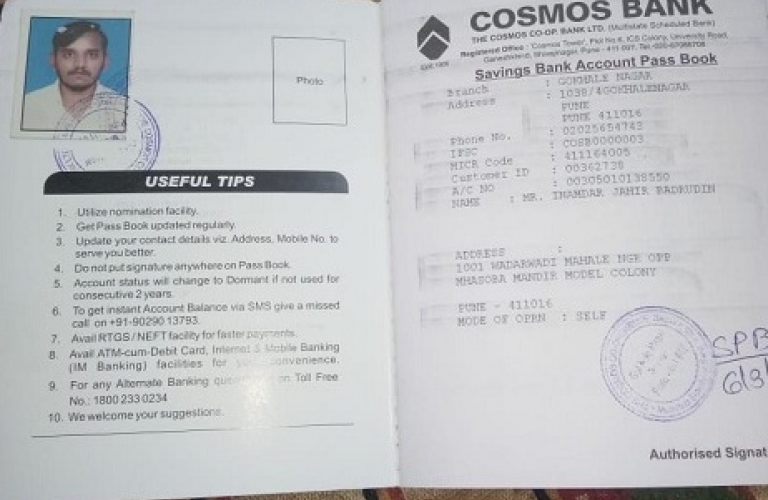 Photo
USEFUL TIPS
1. Utilize nomination facility.
2. Get Pass Book updated regularly.
3. Update your contact details viz. Address, Mobile No. to
serve you better.
4. Do not put signature anywhere on Pass Book.
5. Account status will change to Dormant if not used for
consecutive 2 years.
6. To get instant Account Balance via SMS give a missed
call on +91-90290 13793.
7. Avail RTGS / NEFT facility for faster payments.
8. Avail ATM-cum-Debit Card, Internet & Mobile Banking
(IM Banking) facilities for your convenience.
9. For any Alternate Banking on Toll Free
No.: 1800 233 0234
10. We welcome your suggestions.
COSMOS BANK
THE COSMOS CO-OP. BANK LTD. (Multistate Scheduled Bank)
Registered Office : 'Cosmos Tower', Plot No.6, ICS Colony, University Road,
Ganeshkhind, Shivajinagar, Pune - 411 007.
Savings Bank Account Pass Book
Branch : GOKHALE NAGAR
Address : 1038/4GOKHALENAGAR
PUNE
PUNE 411016
Phone No. : 02025654743
IFSC : COSB0000003
MICR Code : 411164005
Customer ID : 00362738
A/C NO : 00305010138550
NAME : MR. INAMDAR JAHIR BADRUDIN
ADDRESS :
1001 WADARWADI MAHALE NGR OPP
MHASOBA MANDIR MODEL COLONY
PUNE - 411016
MODE OF OPRN : SELF
SPB
6/3/
Authorised Signat